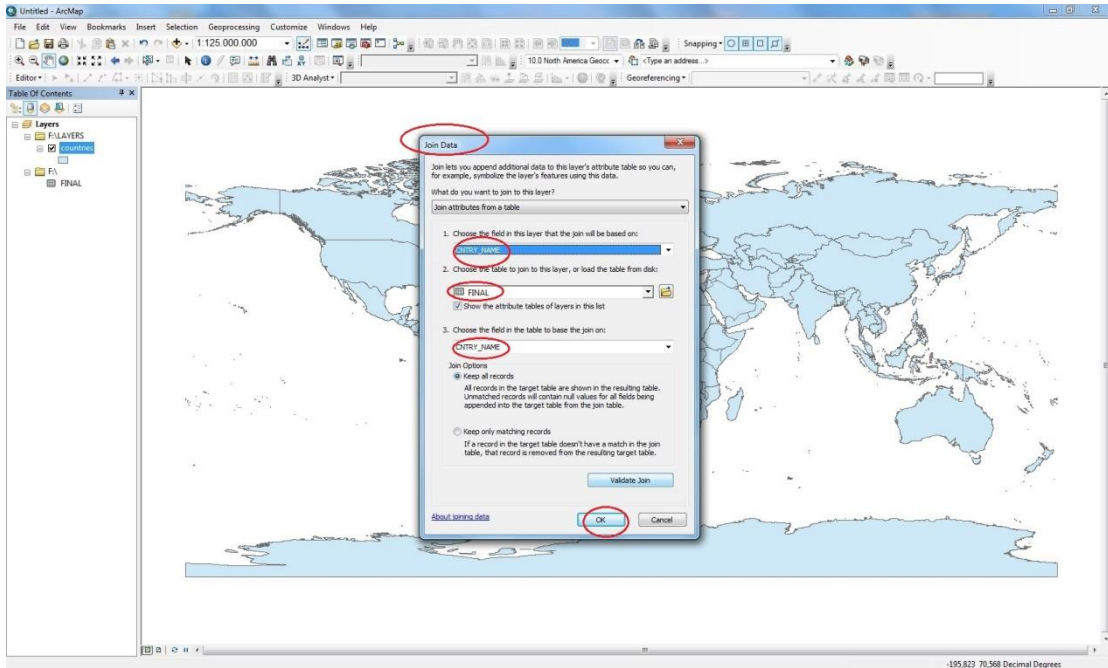 Untitled - ArcMap
File Edit View Bookmarks Insert Selection Geoprocessing Customize Windows Help
1:125.000.000
Snapping
10.0 North America Geocc
<Type an address...>
Editor
3D Analyst
Georeferencing
Table Of Contents
Layers
F:\LAYERS
countries
F:\
FINAL
Join Data
Join lets you append additional data to this layer's attribute table so you can,
for example, symbolize the layer's features using this data.
What do you want to join to this layer?
Join attributes from a table
1. Choose the field in this layer that the join will be based on:
CNTRY_NAME
2. Choose the table to join to this layer, or load the table from disk:
FINAL
Show the attribute tables of layers in this list
3. Choose the field in the table to base the join on:
CNTRY_NAME
Join Options
Keep all records
All records in the target table are shown in the resulting table.
Unmatched records will contain null values for all fields being
appended into the target table from the join table.
Keep only matching records
If a record in the target table doesn't have a match in the join
table, that record is removed from the resulting target table.
Validate Join
About joining data
OK
Cancel
-195,823 70,568 Decimal Degrees